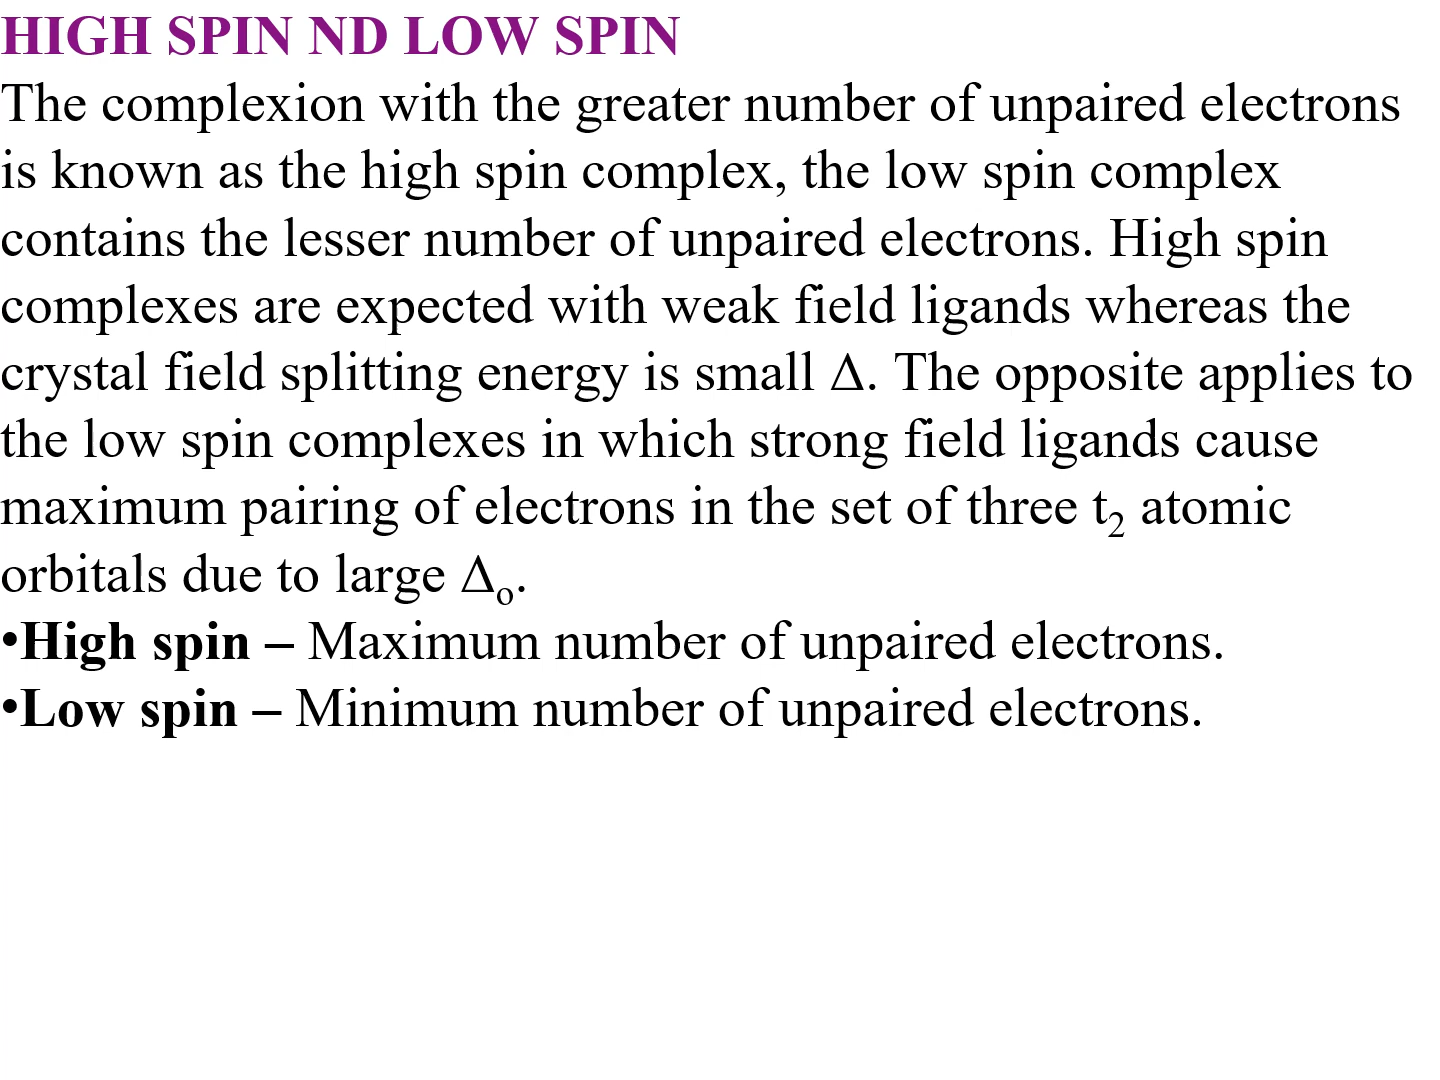 HIGH SPIN ND LOW SPIN
The complexion with the greater number of unpaired electrons
is known as the high spin complex, the low spin complex
contains the lesser number of unpaired electrons. High spin
complexes are expected with weak field ligands whereas the
crystal field splitting energy is small Δ. The opposite applies to
the low spin complexes in which strong field ligands cause
maximum pairing of electrons in the set of three t₂ atomic
orbitals due to large Δₒ.
•High spin – Maximum number of unpaired electrons.
•Low spin – Minimum number of unpaired electrons.